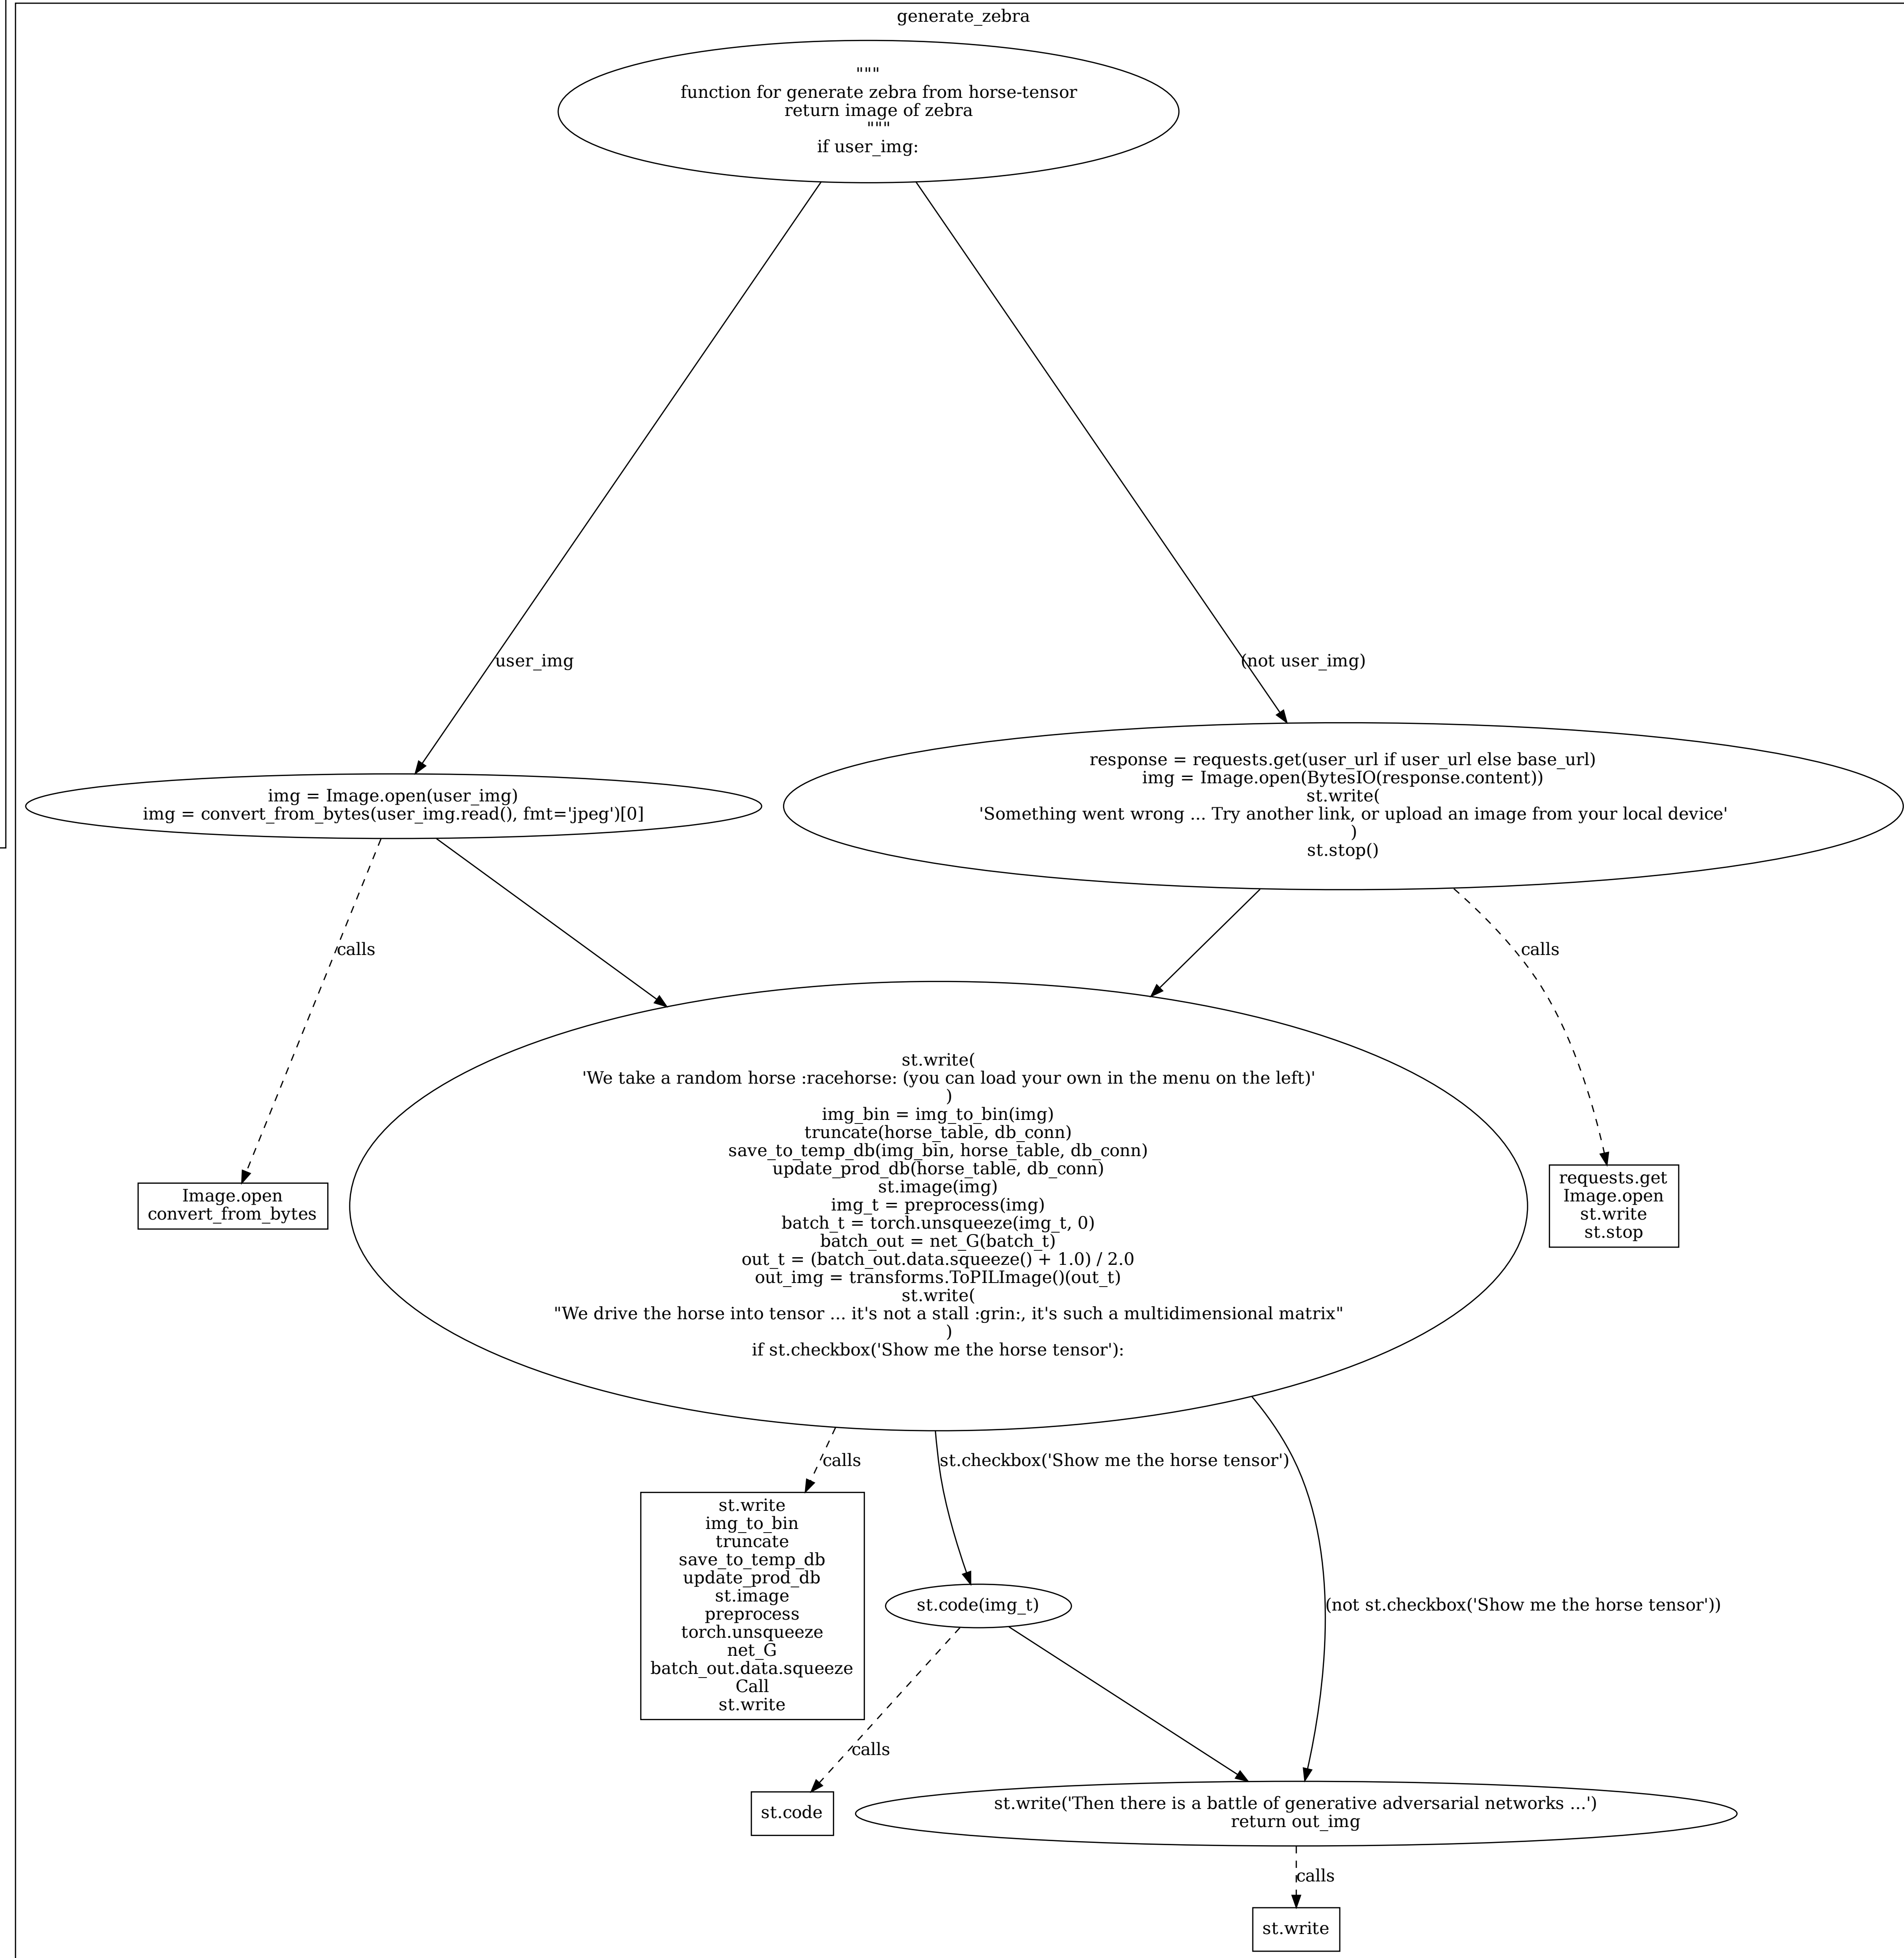 generate_zebra
"""
function for generate zebra from horse-tensor
return image of zebra
"""
if user_img:
user_img
(not user_img)
img = Image.open(user_img)
img = convert_from_bytes(user_img.read(), fmt='jpeg')[0]
response = requests.get(user_url if user_url else base_url)
img = Image.open(BytesIO(response.content))
st.write(
'Something went wrong ... Try another link, or upload an image from your local device'
)
st.stop()
calls
calls
Image.open
convert_from_bytes
st.write(
'We take a random horse :racehorse: (you can load your own in the menu on the left)'
)
img_bin = img_to_bin(img)
truncate(horse_table, db_conn)
save_to_temp_db(img_bin, horse_table, db_conn)
update_prod_db(horse_table, db_conn)
st.image(img)
img_t = preprocess(img)
batch_t = torch.unsqueeze(img_t, 0)
batch_out = net_G(batch_t)
out_t = (batch_out.data.squeeze() + 1.0) / 2.0
out_img = transforms.ToPILImage()(out_t)
st.write(
"We drive the horse into tensor ... it's not a stall :grin:, it's such a multidimensional matrix"
)
if st.checkbox('Show me the horse tensor'):
requests.get
Image.open
st.write
st.stop
calls
st.checkbox('Show me the horse tensor')
st.write
img_to_bin
truncate
save_to_temp_db
update_prod_db
st.image
preprocess
torch.unsqueeze
net_G
batch_out.data.squeeze
Call
st.write
st.code(img_t)
(not st.checkbox('Show me the horse tensor'))
calls
st.code
st.write('Then there is a battle of generative adversarial networks ...')
return out_img
calls
st.write